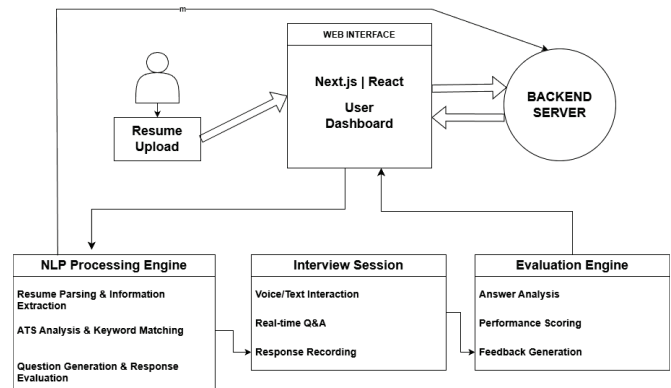 m
WEB INTERFACE
Next.js | React
User
Dashboard
BACKEND
SERVER
Resume
Upload
NLP Processing Engine
Resume Parsing & Information
Extraction
ATS Analysis & Keyword Matching
Question Generation & Response
Evaluation
Interview Session
Voice/Text Interaction
Real-time Q&A
Response Recording
Evaluation Engine
Answer Analysis
Performance Scoring
Feedback Generation